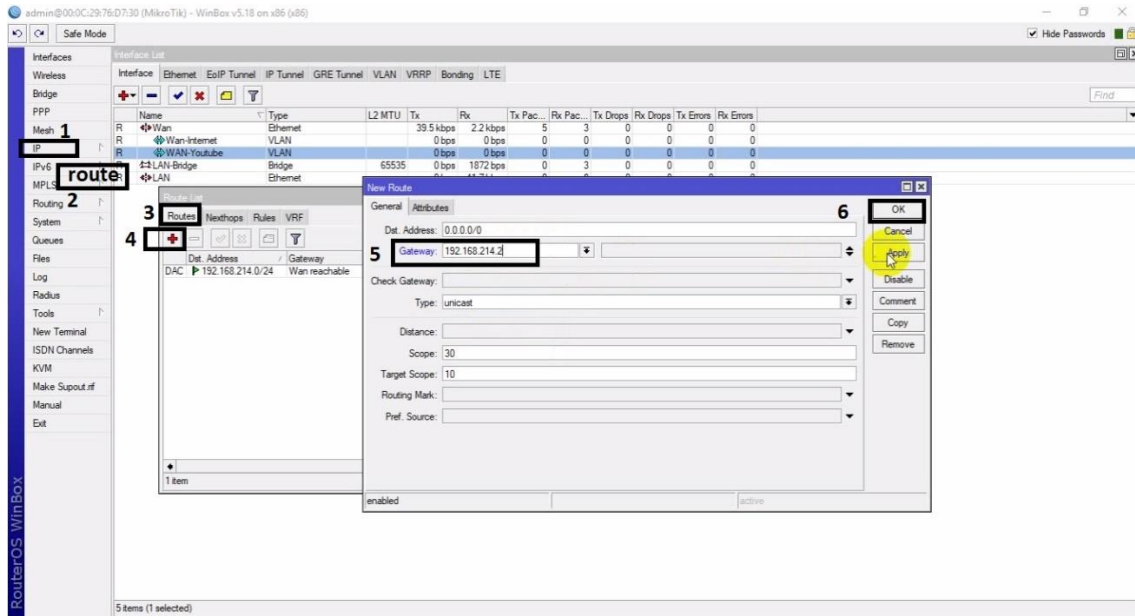 admin@00:0C:29:76:D7:30 (MikroTik) - WinBox v5.18 on x86 (x86)
Safe Mode
Hide Passwords
Interfaces
Wireless
Bridge
PPP
Mesh
1
IP
IPv6
route
MPLS
Routing
2
System
Queues
Files
Log
Radius
Tools
New Terminal
ISDN Channels
KVM
Make Supout.rif
Manual
Exit
RouterOS WinBox
Interface List
Interface Ethernet EoIP Tunnel IP Tunnel GRE Tunnel VLAN VRRP Bonding LTE
Find
Name Type L2 MTU Tx Rx Tx Pac... Rx Pac... Tx Drops Rx Drops Tx Errors Rx Errors
R Wan Ethernet 39.5 kbps 2.2 kbps 5 3 0 0 0 0
R Wan-Internet VLAN 0 bps 0 bps 0 0 0 0 0 0
R WAN-Youtube VLAN 0 bps 0 bps 0 0 0 0 0 0
LAN-Bridge Bridge 65535 0 bps 1872 bps 0 3 0 0 0 0
R LAN Ethernet
Route List
3
Routes Nexthops Rules VRF
4
Dst. Address Gateway
DAC 192.168.214.0/24 Wan reachable
1 item
New Route
General Attributes
Dst. Address: 0.0.0.0/0
5
Gateway: 192.168.214.2
Check Gateway:
Type: unicast
Distance:
Scope: 30
Target Scope: 10
Routing Mark:
Pref. Source:
6
OK
Cancel
Apply
Disable
Comment
Copy
Remove
enabled
active
5 items (1 selected)